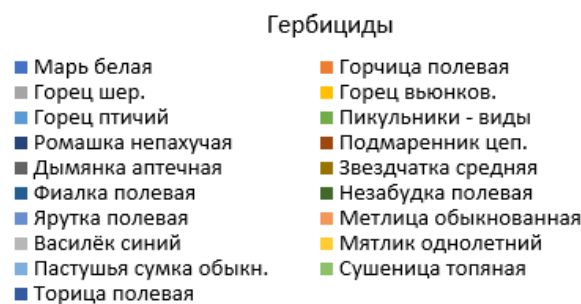 Гербициды
Марь белая Горчица полевая
Горец шер. Горец вьюнков.
Горец птичий Пикульники - виды
Ромашка непахучая Подмаренник цеп.
Дымянка аптечная Звездчатка средняя
Фиалка полевая Незабудка полевая
Ярутка полевая Метлица обыкнованная
Василёк синий Мятлик однолетний
Пастушья сумка обыкн. Сушеница топяная
Торица полевая